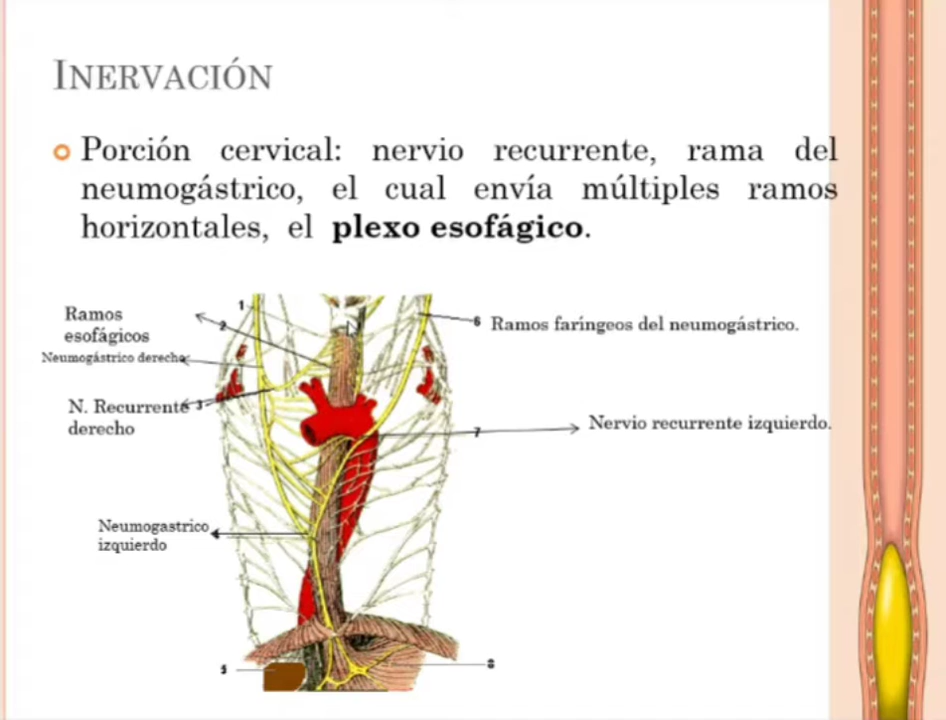 INERVACIÓN
Porción cervical: nervio recurrente, rama del
neumogástrico, el cual envía múltiples ramos
horizontales, el plexo esofágico.
Ramos
esofágicos
Neumogástrico derecho
N. Recurrente
derecho
Neumogastrico
izquierdo
1
2
3
5
6 Ramos faríngeos del neumogástrico.
7
Nervio recurrente izquierdo.
8